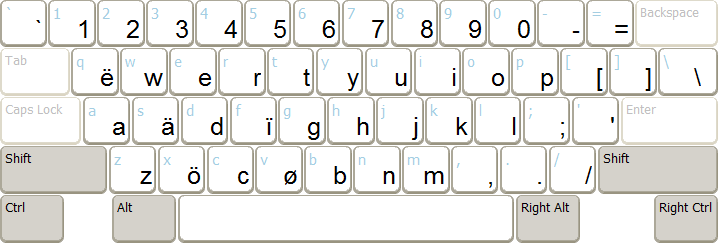 ` ` 1 1 2 2 3 3 4 4 5 5 6 6 7 7 8 8 9 9 0 0 - - = = Backspace
Tab q ë w w e e r r t t y y u u i i o o p p [ [ ] ] \ \
Caps Lock a a s ä d d f ï g g h h j j k k l l ; ; ' ' Enter
Shift z z x ö c c v ø b b n n m m , , . . / / Shift
Ctrl Alt Right Alt Right Ctrl